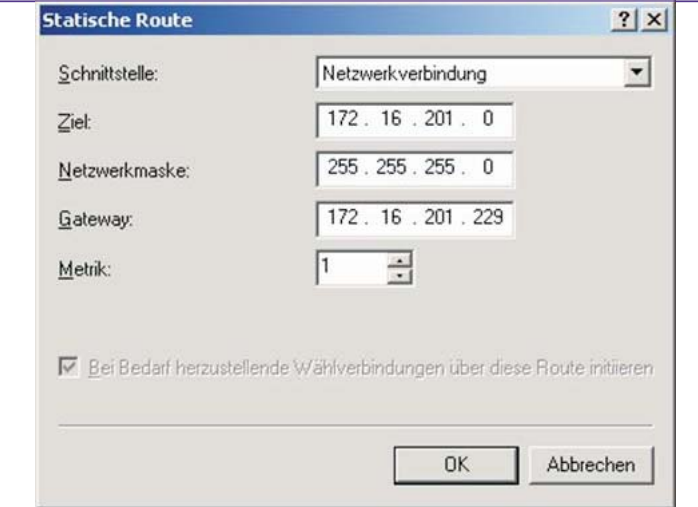 Statische Route
Schnittstelle: Netzwerkverbindung
Ziel: 172 . 16 . 201 . 0
Netzwerkmaske: 255 . 255 . 255 . 0
Gateway: 172 . 16 . 201 . 229
Metrik: 1
Bei Bedarf herzustellende Wählverbindungen über diese Route initiieren
OK Abbrechen